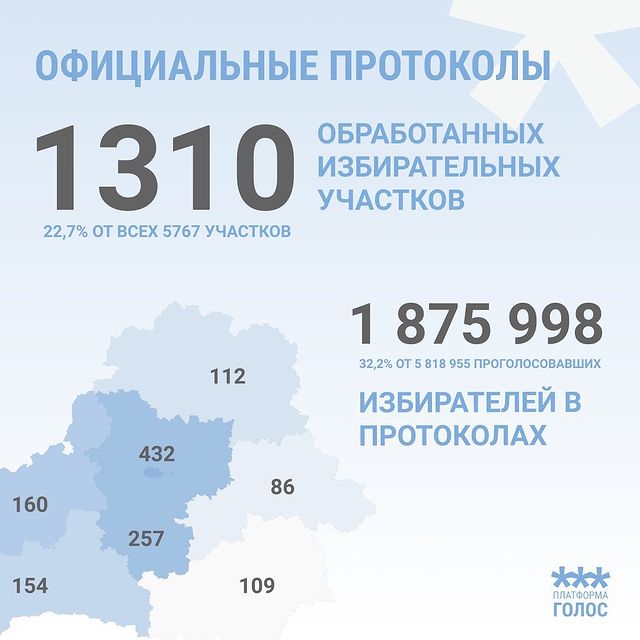 ОФИЦИАЛЬНЫЕ ПРОТОКОЛЫ
1310
ОБРАБОТАННЫХ
ИЗБИРАТЕЛЬНЫХ
УЧАСТКОВ
22,7% ОТ ВСЕХ 5767 УЧАСТКОВ
1 875 998
32,2% ОТ 5 818 955 ПРОГОЛОСОВАВШИХ
ИЗБИРАТЕЛЕЙ В
ПРОТОКОЛАХ
112
432
86
160
257
154
109
ПЛАТФОРМА
ГОЛОС